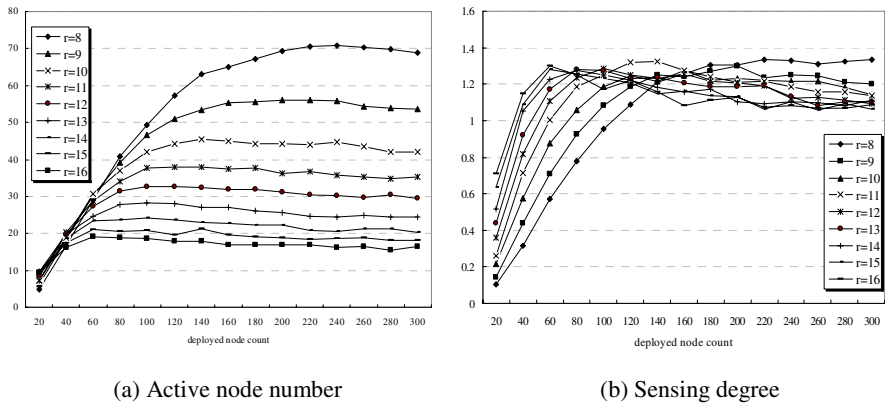 80
70
60
50
40
30
20
10
0
r=8
r=9
r=10
r=11
r=12
r=13
r=14
r=15
r=16
20 40 60 80 100 120 140 160 180 200 220 240 260 280 300
deployed node count
(a) Active node number
1.6
1.4
1.2
1
0.8
0.6
0.4
0.2
0
r=8
r=9
r=10
r=11
r=12
r=13
r=14
r=15
r=16
20 40 60 80 100 120 140 160 180 200 220 240 260 280 300
deployed node count
(b) Sensing degree